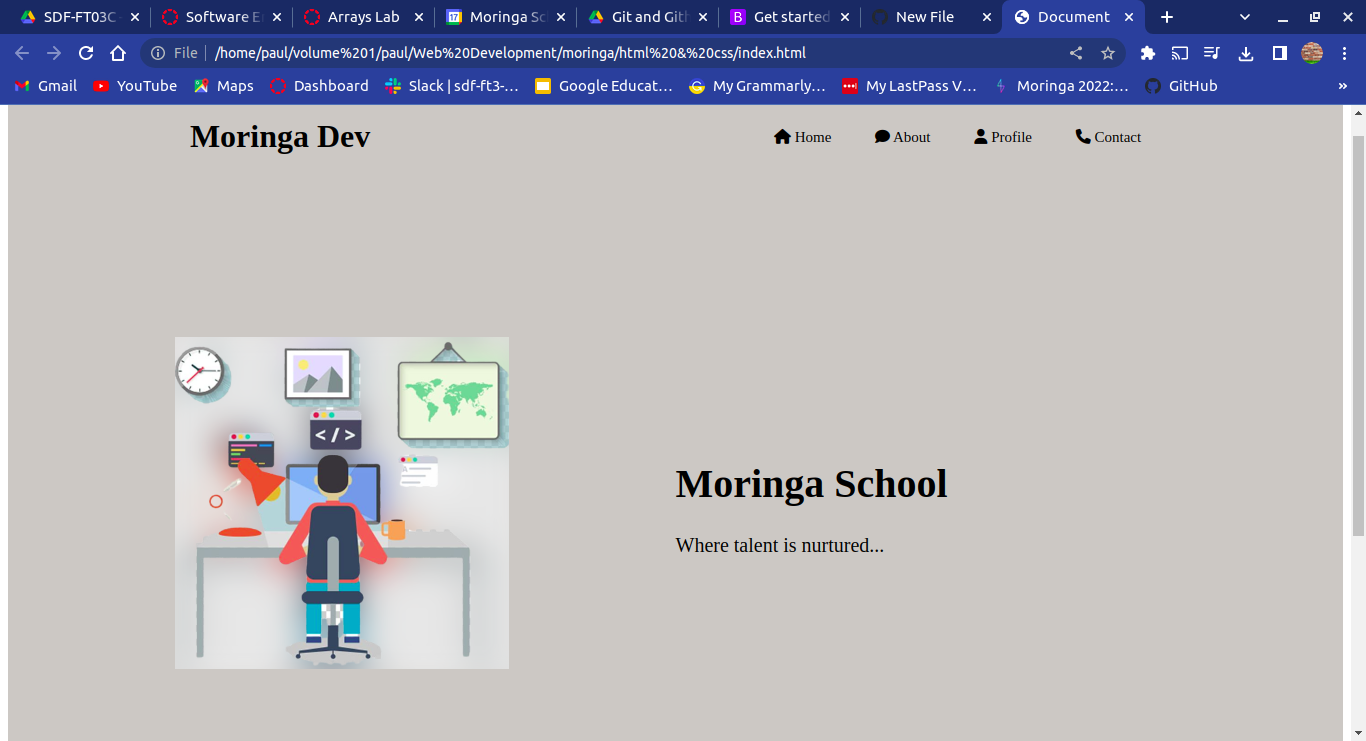 SDF-FT03C
Software E
Arrays Lab
17
Moringa Sc
Git and Gith
B
Get started
New File
Document
File
/home/paul/volume%201/paul/Web%20Development/moringa/html%20&%20css/index.html
Gmail
YouTube
Maps
Dashboard
Slack | sdf-ft3-...
Google Educat...
My Grammarly...
My LastPass V...
Moringa 2022:...
GitHub
»
Moringa Dev
Home
About
Profile
Contact
</>
A
Moringa School
Where talent is nurtured...